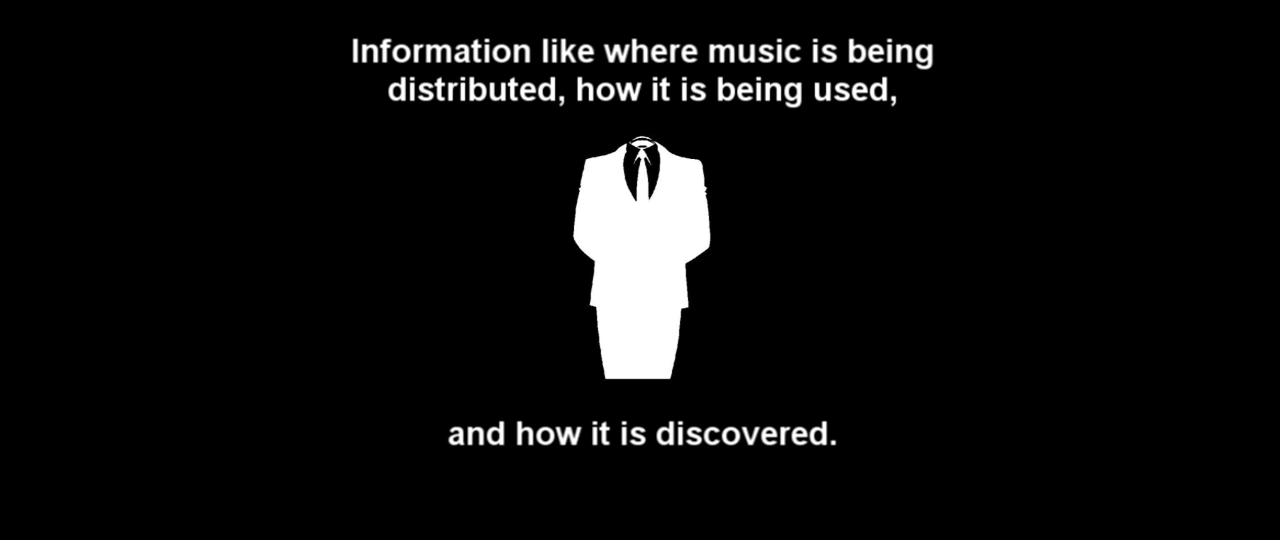 Information like where music is being
distributed, how it is being used,
and how it is discovered.